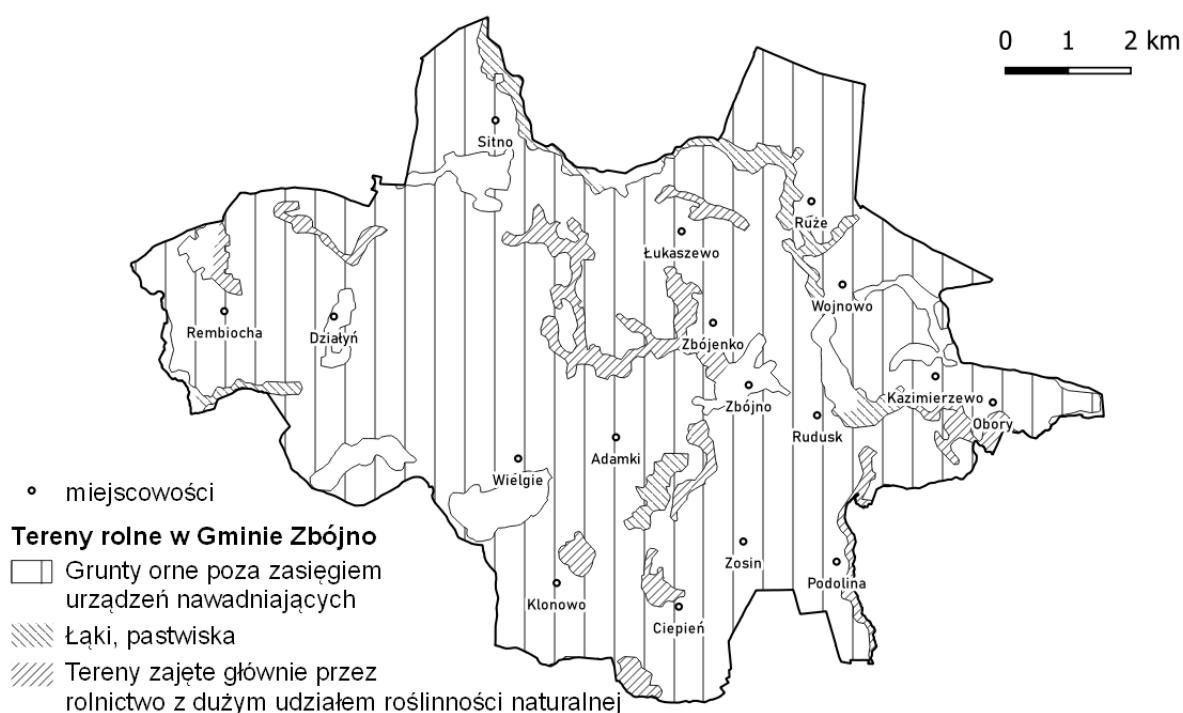 0 1 2 km
Sitno
Ruże
Łukaszewo
Wojnowo
Rembiocha
Działyń
Zbójenko
Kazimierzewo
Zbójno
Obory
Rudusk
Adamki
Wielgie
Zosin
Podolina
Klonowo
Ciepień
miejscowości
Tereny rolne w Gminie Zbójno
Grunty orne poza zasięgiem
urządzeń nawadniających
Łąki, pastwiska
Tereny zajęte głównie przez
rolnictwo z dużym udziałem roślinności naturalnej